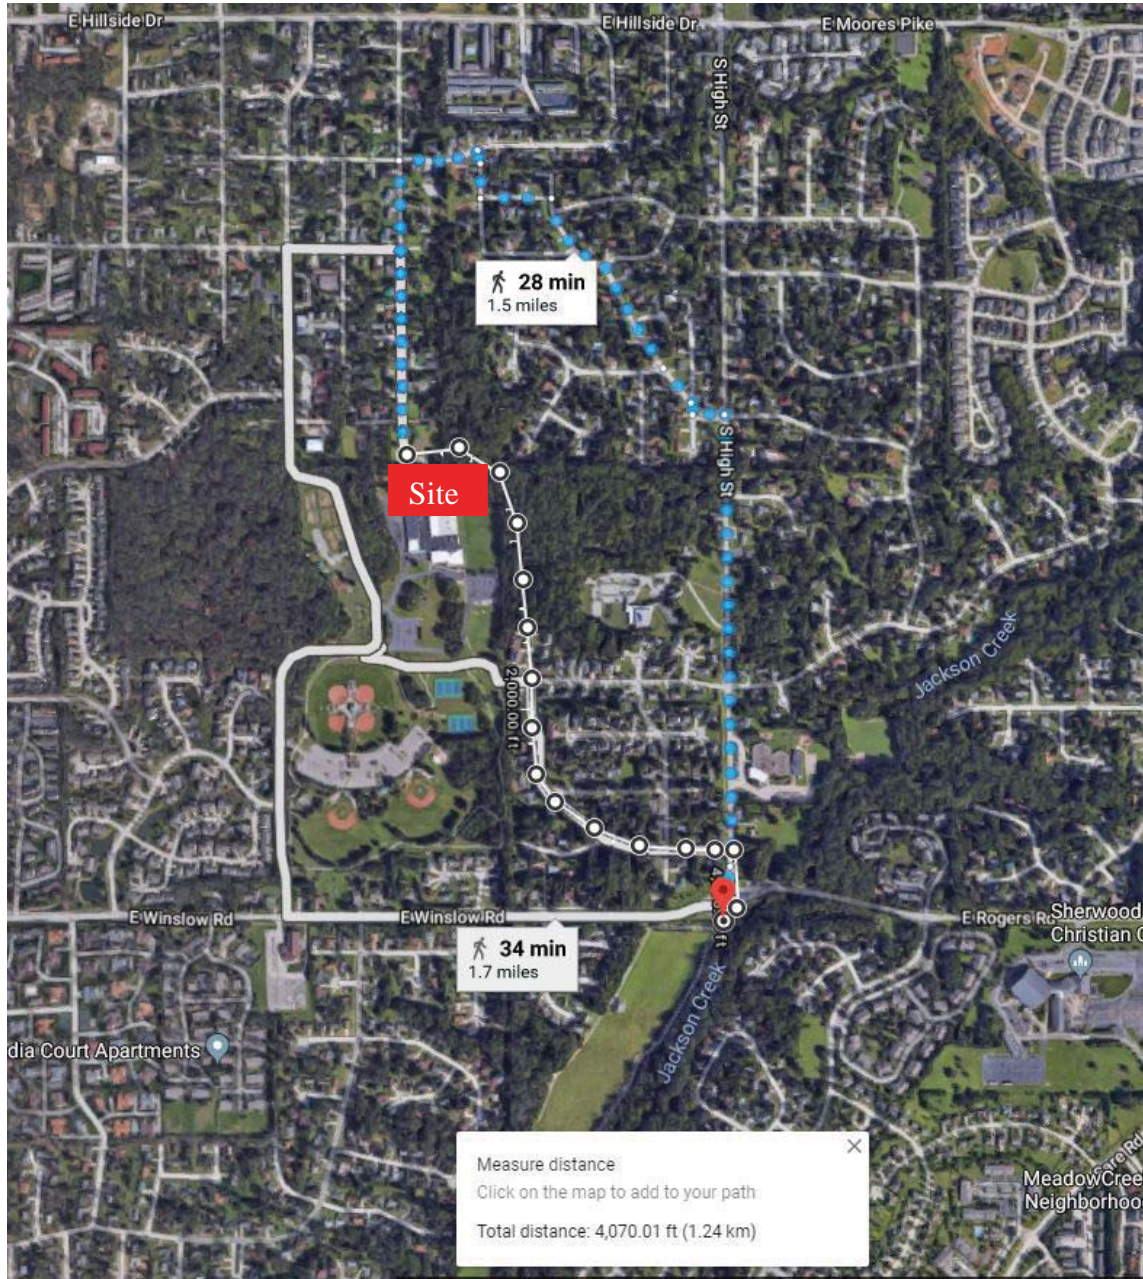 E Hillside Dr
E Hillside Dr
E Moores Pike
S High St
28 min
1.5 miles
S High St
Site
Jackson Creek
2,000.00 ft
E Winslow Rd
E Winslow Rd
E Rogers Rd
Sherwood
Christian C
34 min
1.7 miles
Jackson Creek
dia Court Apartments
Measure distance
Click on the map to add to your path
Total distance: 4,070.01 ft (1.24 km)
MeadowCree
Neighborhoo